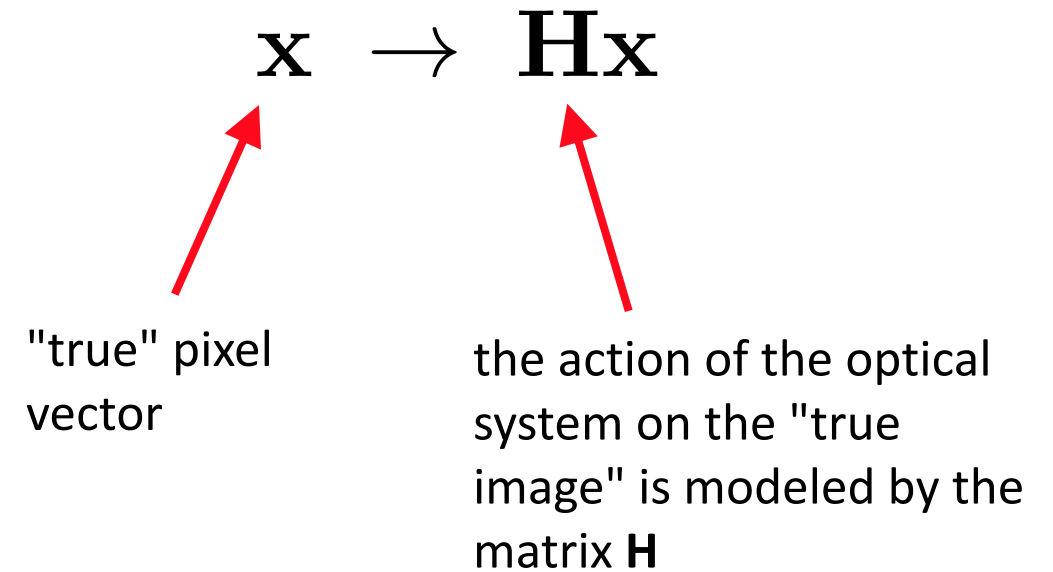 x → Hx
"true" pixel
vector
the action of the optical
system on the "true
image" is modeled by the
matrix H